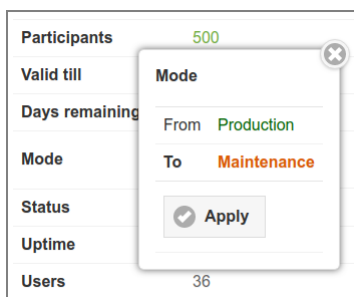 Participants 500
Valid till
Days remaining
Mode
Status
Uptime
Users 36
Mode
From Production
To Maintenance
Apply